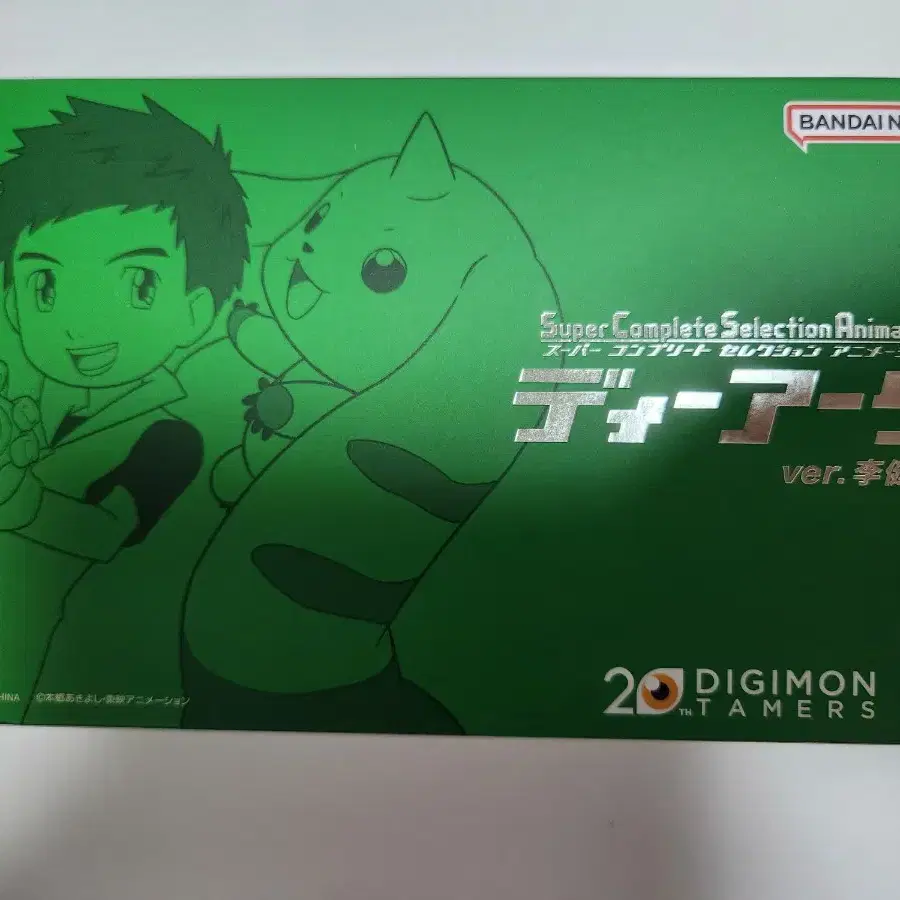 BANDAI N
Super Complete Selection Anima
スーパー コンプリート セレクション アニメー
ディーアー
ver.李健
20TH DIGIMON
TAMERS
HINA ©本郷あきよし・東映アニメーション